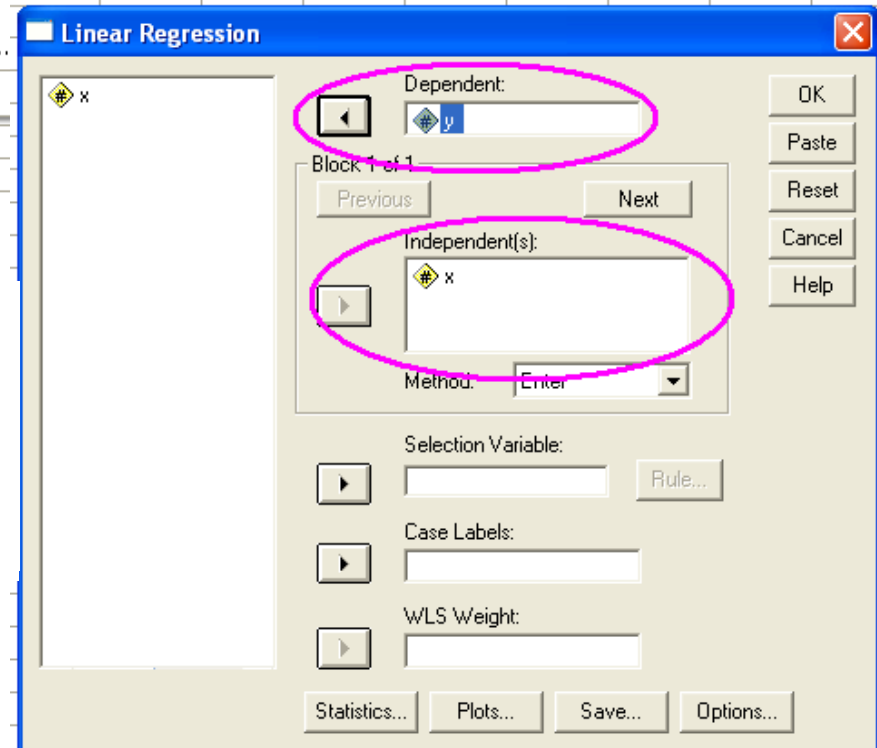 Linear Regression
# x
Dependent:
# y
Block 1 of 1
Previous
Next
Independent(s):
# x
Method:
Enter
Selection Variable:
Rule...
Case Labels:
WLS Weight:
Statistics...
Plots...
Save...
Options...
OK
Paste
Reset
Cancel
Help